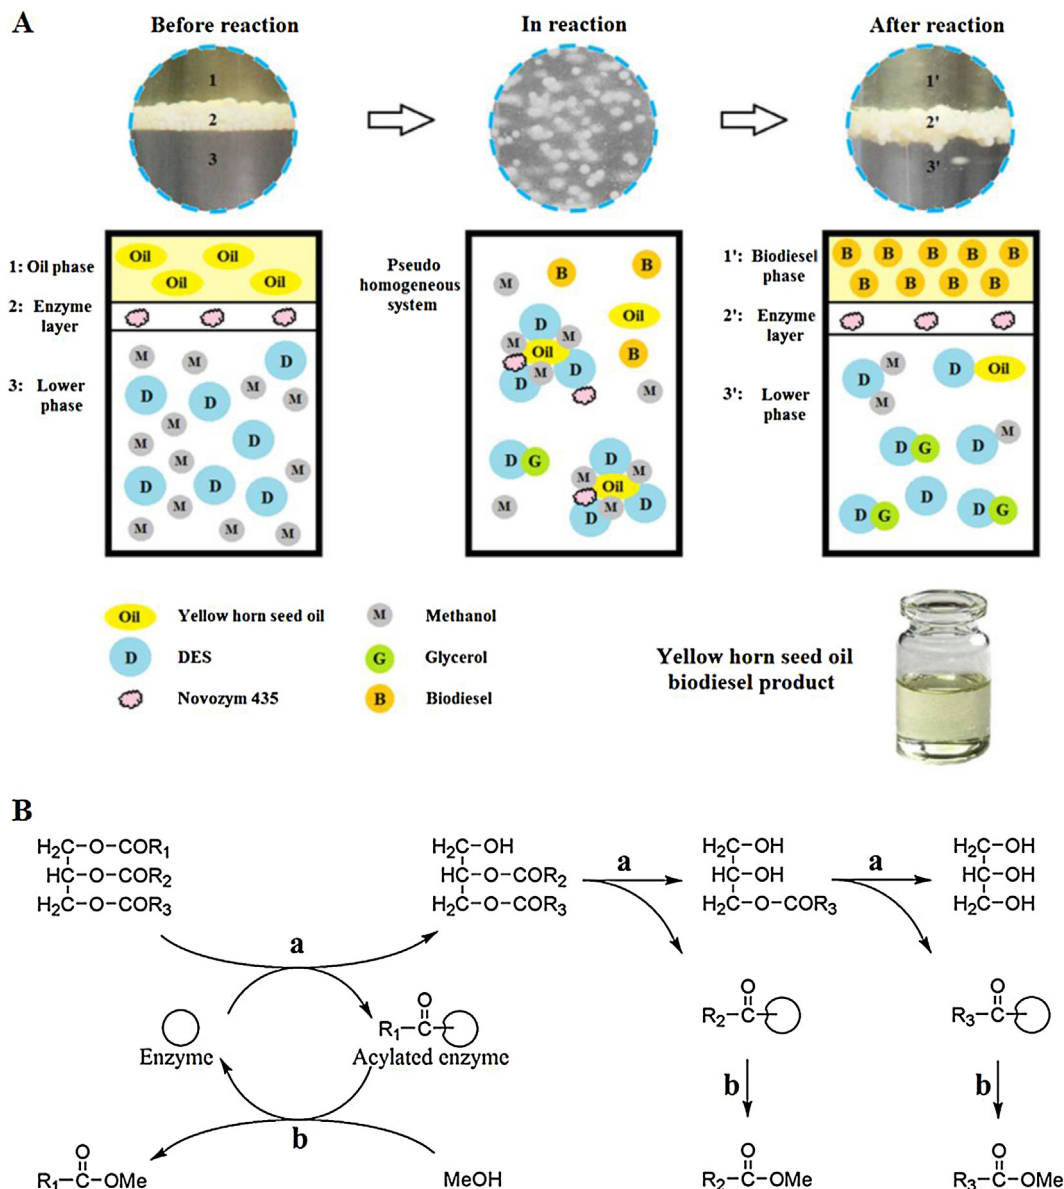 A
Before reaction
In reaction
After reaction
1
2
3
1'
2'
3'
1: Oil phase
2: Enzyme
layer
3: Lower
phase
Oil
Oil
Oil
Oil
M
M
D
D
D
M
M
M
M
D
M
M
D
D
D
M
M
M
M
Pseudo
homogeneous
system
M
B
B
D
Oil
M
Oil
M
B
D
M
D
M
D
G
D
M
Oil
M
M
M
D
D
1': Biodiesel
phase
2': Enzyme
layer
3': Lower
phase
B
B
B
B
B
B
B
B
B
D
M
M
D
Oil
D
G
D
M
D
G
D
D
G
Oil Yellow horn seed oil
D DES
Novozym 435
M Methanol
G Glycerol
B Biodiesel
Yellow horn seed oil
biodiesel product
B
H₂C–O–COR₁
HC–O–COR₂
H₂C–O–COR₃
H₂C–OH
HC–O–COR₂
H₂C–O–COR₃
a
H₂C–OH
HC–OH
H₂C–O–COR₃
a
H₂C–OH
HC–OH
H₂C–OH
a
Enzyme
O
R₁–C
Acylated enzyme
O
R₂–C
O
R₃–C
b
b
b
O
R₁–C–OMe
MeOH
O
R₂–C–OMe
O
R₃–C–OMe